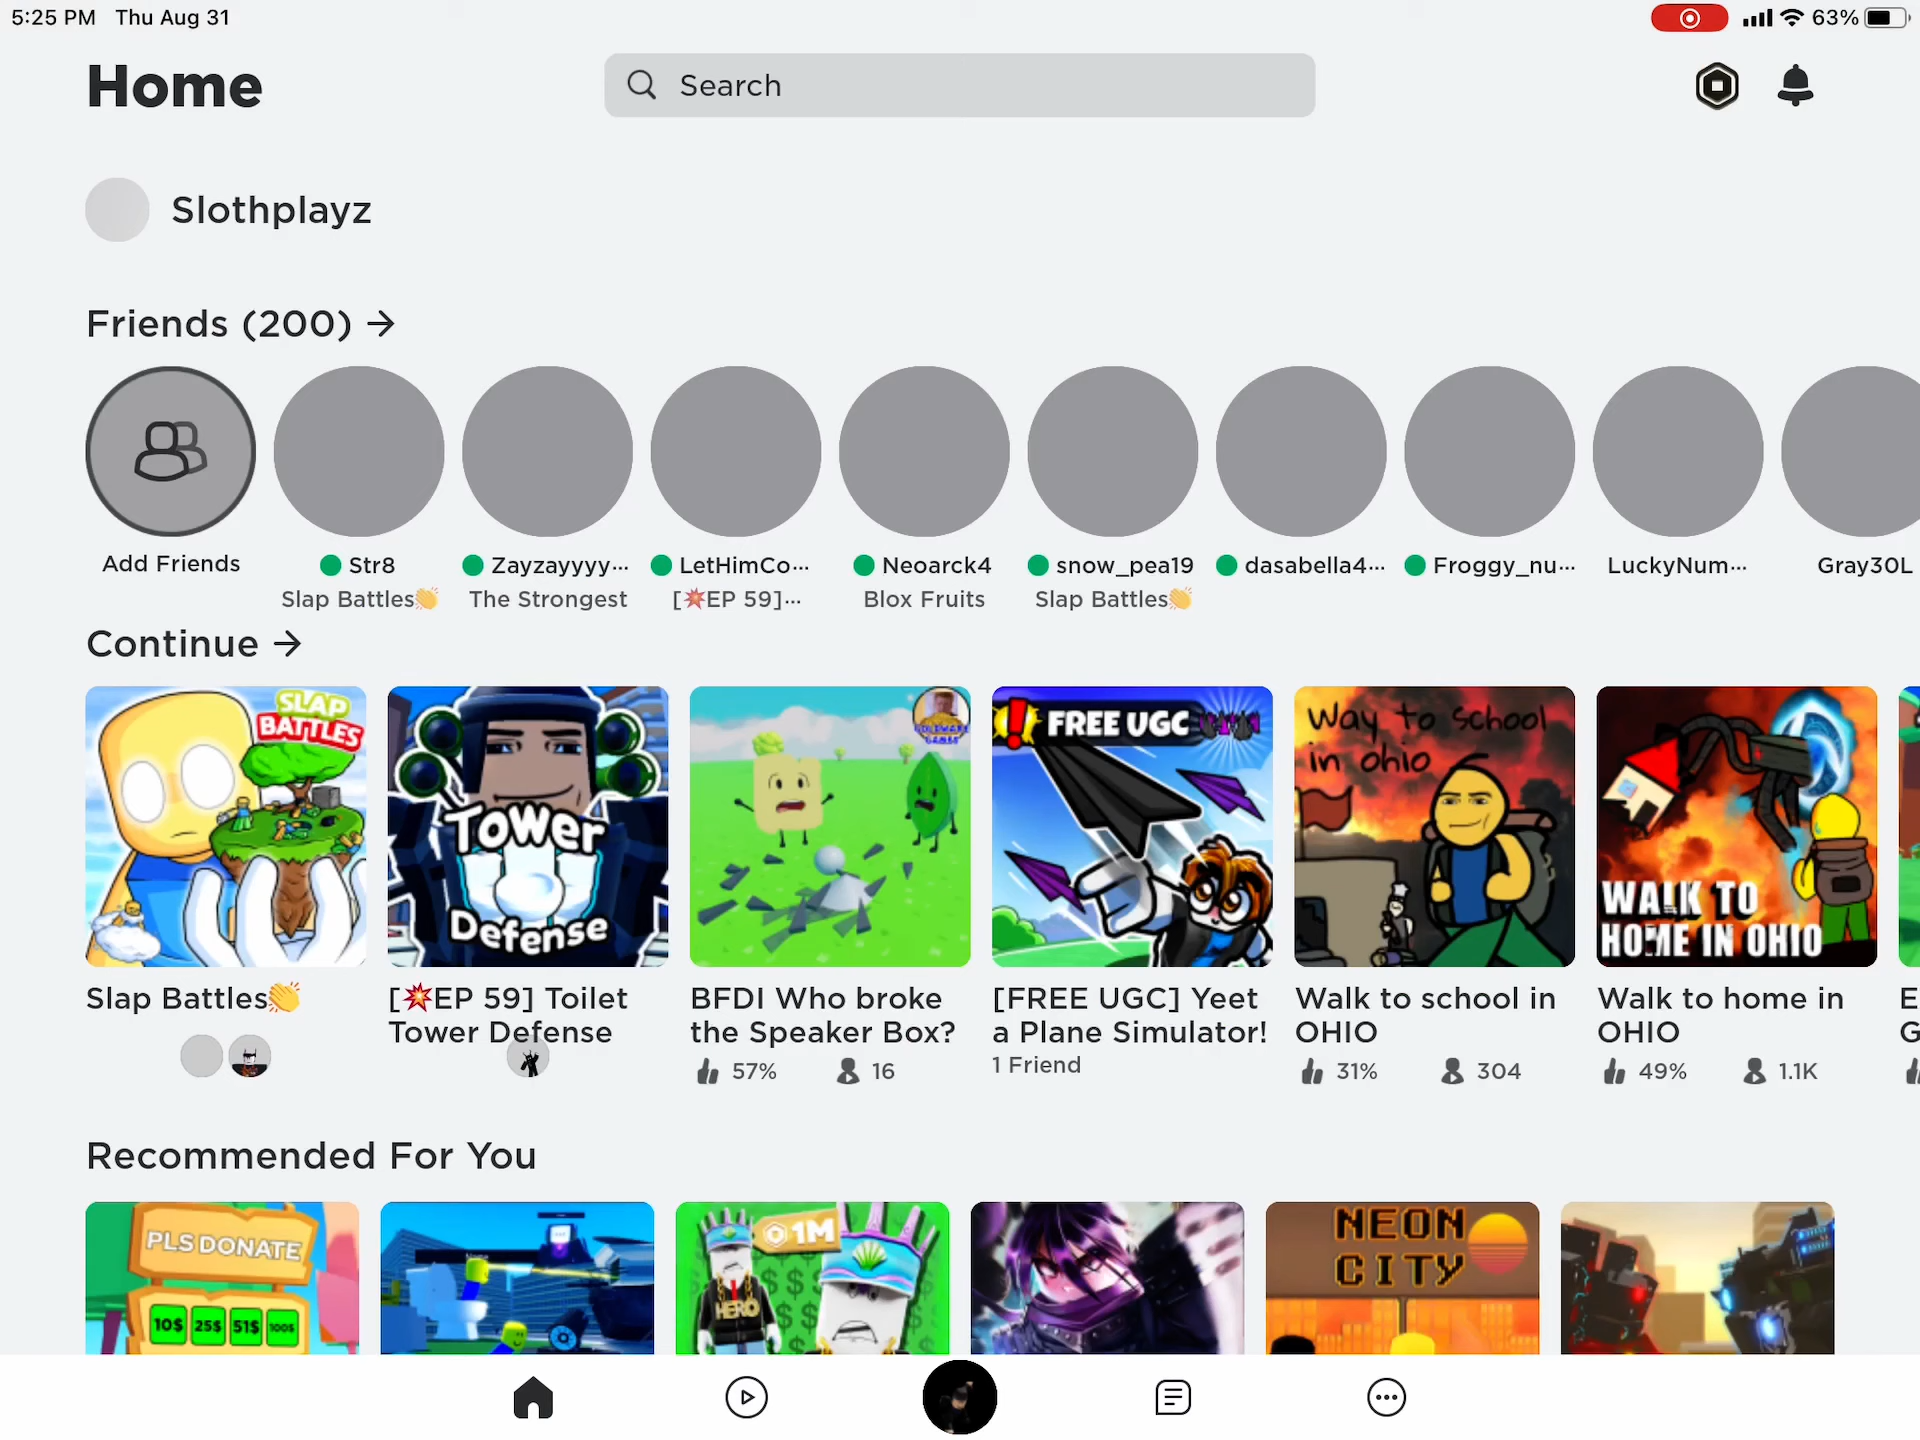 5:25 PM Thu Aug 31
63%
Home
Search
Slothplayz
Friends (200) →
Add Friends
Str8
Zayzayyyy...
LetHimCo...
Neoarck4
snow_pea19
dasabella4...
Froggy_nu...
LuckyNum...
Gray30L
Slap Battles👏
The Strongest
[💥EP 59]...
Blox Fruits
Slap Battles👏
Continue →
SLAP
BATTLES
Tower
Defense
FREE UGC
Way to school
in ohio
WALK TO
HOME IN OHIO
Slap Battles👏
[💥EP 59] Toilet
Tower Defense
BFDI Who broke
the Speaker Box?
57%
16
[FREE UGC] Yeet
a Plane Simulator!
1 Friend
Walk to school in
OHIO
31%
304
Walk to home in
OHIO
49%
1.1K
E
G
Recommended For You
PLS DONATE
10$ 25$ 51$ 100$
1M
HERO
NEON
CITY